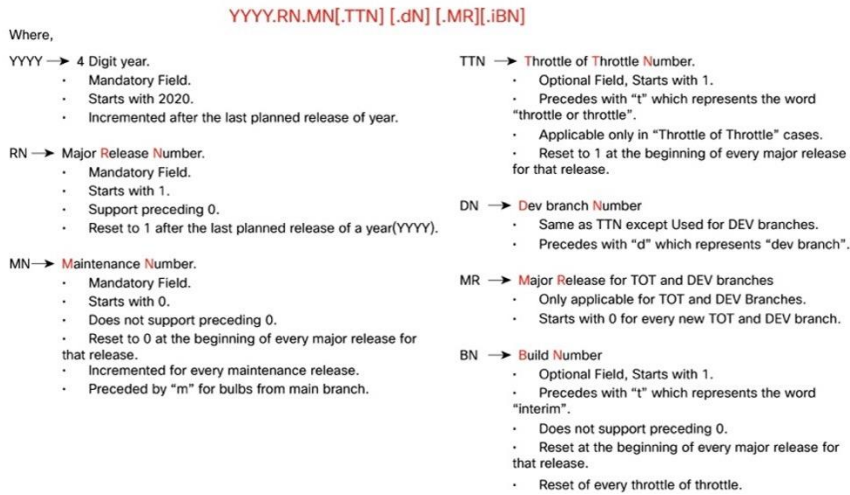 YYYY.RN.MN[.TTN] [.dN] [.MR][.iBN]
Where,
YYYY → 4 Digit year.
· Mandatory Field.
· Starts with 2020.
· Incremented after the last planned release of year.
RN → Major Release Number.
· Mandatory Field.
· Starts with 1.
· Support preceding 0.
· Reset to 1 after the last planned release of a year(YYYY).
MN → Maintenance Number.
· Mandatory Field.
· Starts with 0.
· Does not support preceding 0.
· Reset to 0 at the beginning of every major release for
that release.
· Incremented for every maintenance release.
· Preceded by “m” for bulbs from main branch.
TTN → Throttle of Throttle Number.
· Optional Field, Starts with 1.
· Precedes with “t” which represents the word
“throttle or throttle”.
· Applicable only in “Throttle of Throttle” cases.
· Reset to 1 at the beginning of every major release
for that release.
DN → Dev branch Number
· Same as TTN except Used for DEV branches.
· Precedes with “d” which represents “dev branch”.
MR → Major Release for TOT and DEV branches
· Only applicable for TOT and DEV Branches.
· Starts with 0 for every new TOT and DEV branch.
BN → Build Number
· Optional Field, Starts with 1.
· Precedes with “t” which represents the word
“interim”.
· Does not support preceding 0.
· Reset at the beginning of every major release for
that release.
· Reset of every throttle of throttle.